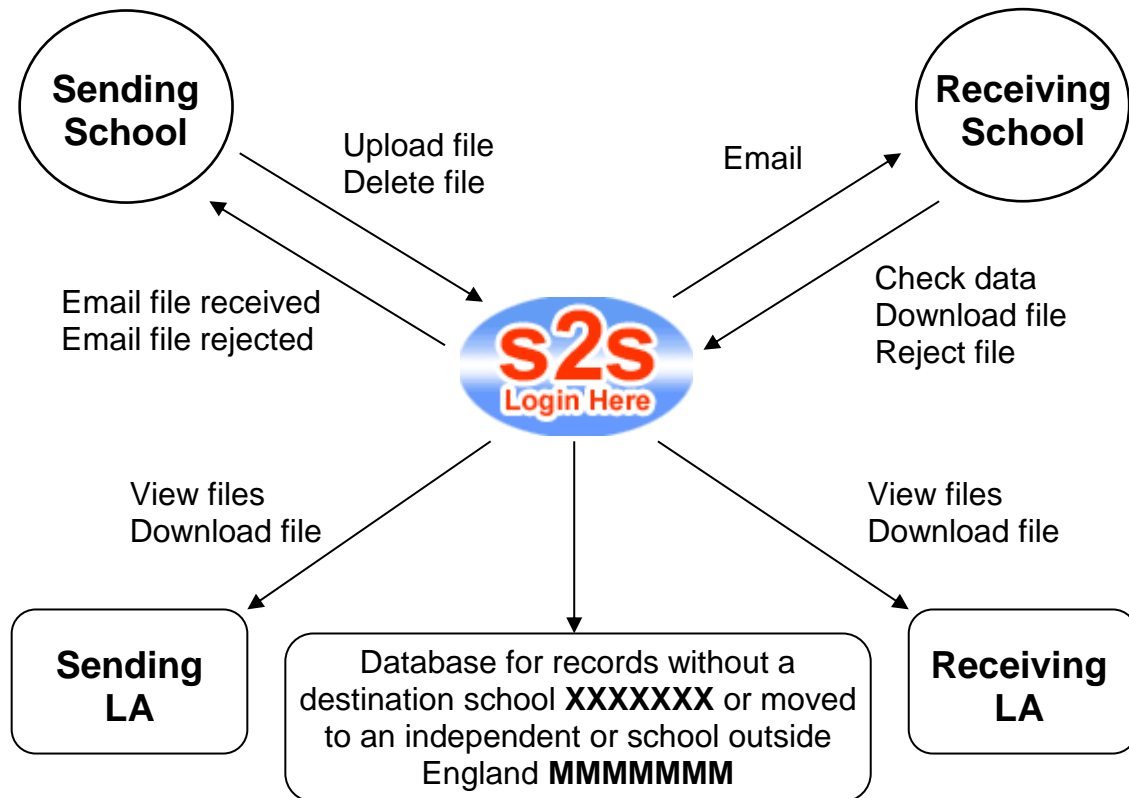 Sending
School
Receiving
School
Upload file
Delete file
Email
Email file received
Email file rejected
Check data
Download file
Reject file
s2s
Login Here
View files
Download file
View files
Download file
Sending
LA
Database for records without a
destination school XXXXXXX or moved
to an independent or school outside
England MMMMMMM
Receiving
LA